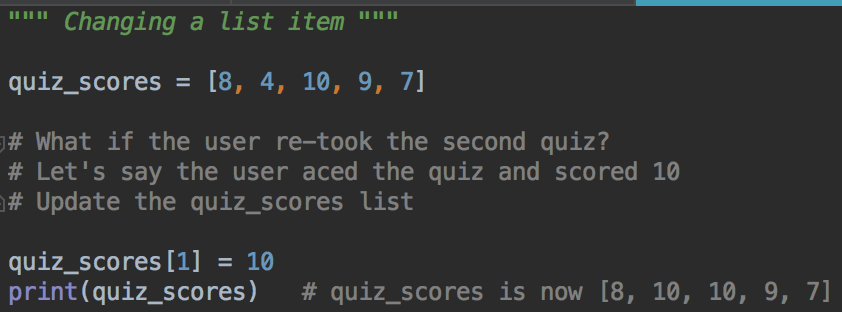 """ Changing a list item """
quiz_scores = [8, 4, 10, 9, 7]
# What if the user re-took the second quiz?
# Let's say the user aced the quiz and scored 10
# Update the quiz_scores list
quiz_scores[1] = 10
print(quiz_scores)   # quiz_scores is now [8, 10, 10, 9, 7]